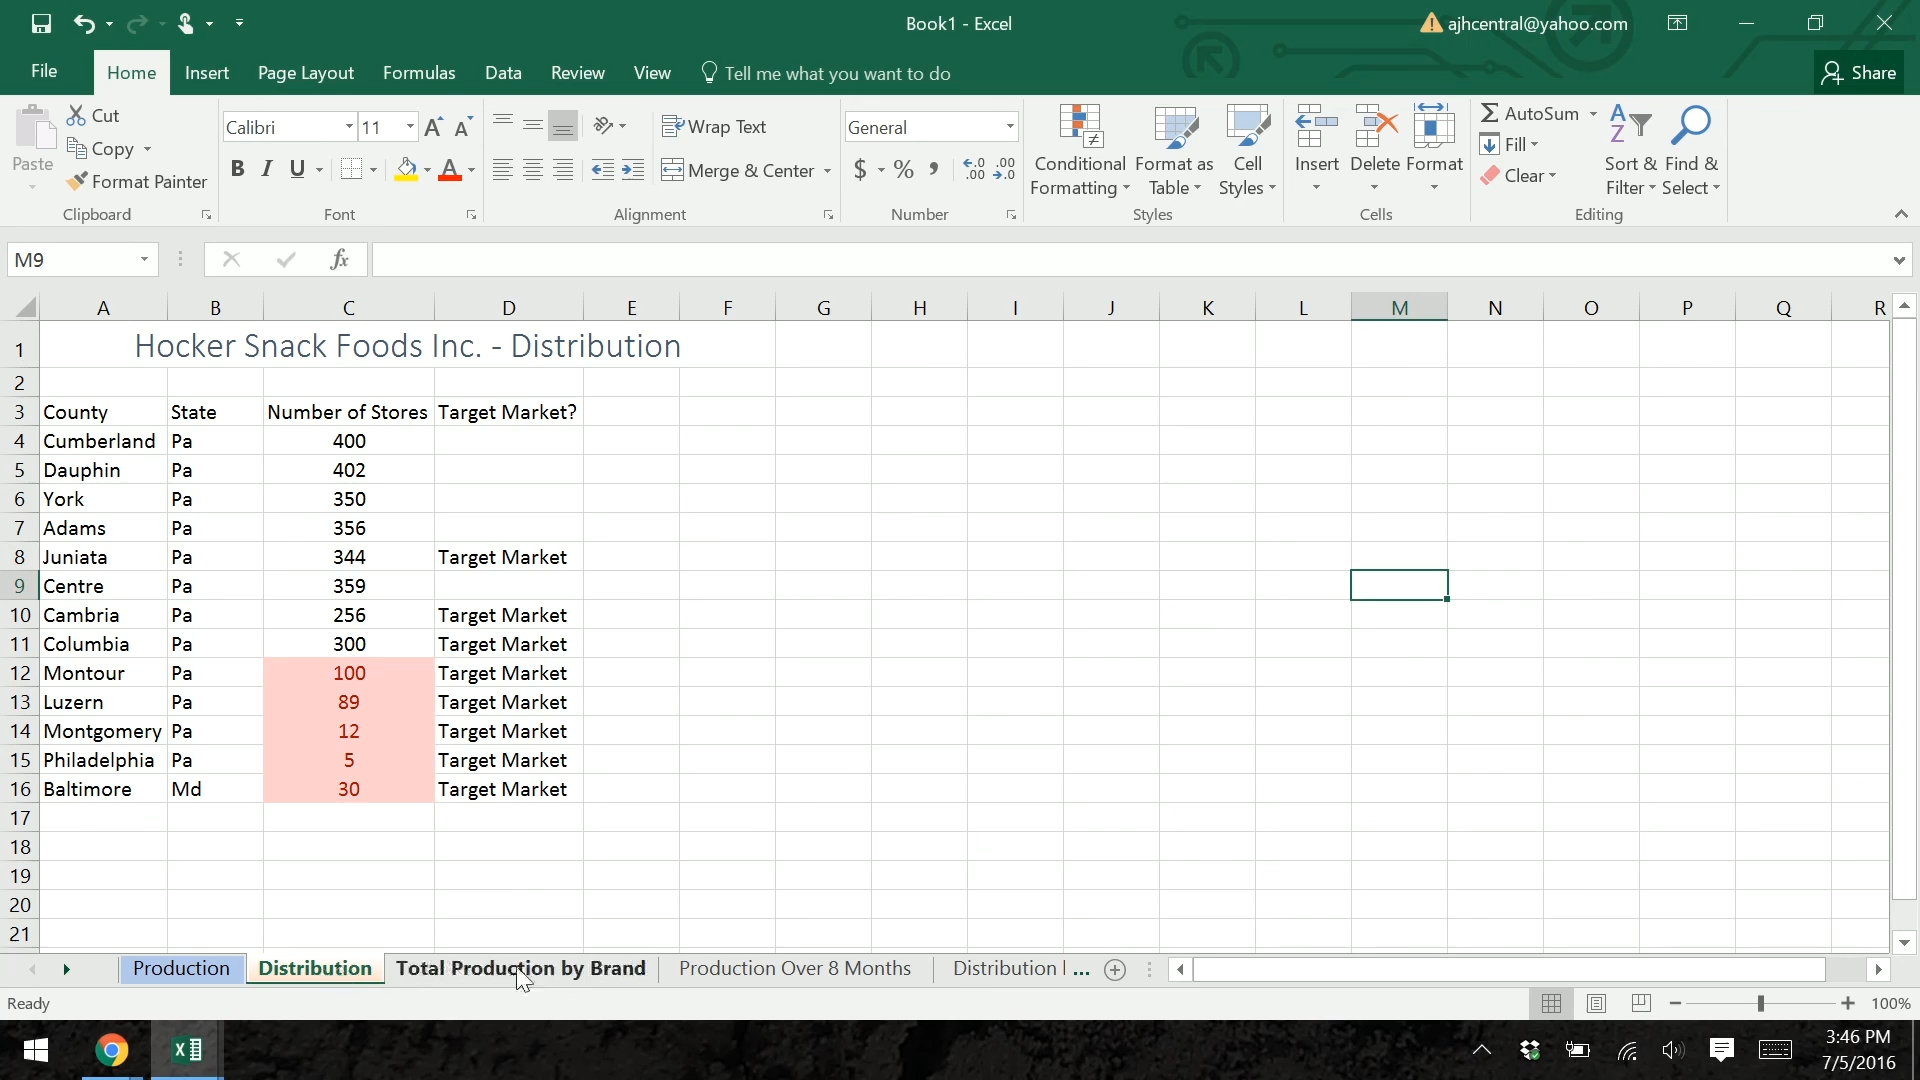 Book1 - Excel
ajhcentral@yahoo.com
File Home Insert Page Layout Formulas Data Review View Tell me what you want to do Share
Paste
Cut
Copy
Format Painter
Clipboard
Calibri 11
B I U
Font
Wrap Text
Merge & Center
Alignment
General
$ % ,
Number
Conditional Formatting
Format as Table
Cell Styles
Styles
Insert Delete Format
Cells
AutoSum
Fill
Clear
Sort & Filter
Find & Select
Editing
M9 fx
A B C D E F G H I J K L M N O P Q R
1 Hocker Snack Foods Inc. - Distribution
2
3 County State Number of Stores Target Market?
4 Cumberland Pa 400
5 Dauphin Pa 402
6 York Pa 350
7 Adams Pa 356
8 Juniata Pa 344 Target Market
9 Centre Pa 359
10 Cambria Pa 256 Target Market
11 Columbia Pa 300 Target Market
12 Montour Pa 100 Target Market
13 Luzern Pa 89 Target Market
14 Montgomery Pa 12 Target Market
15 Philadelphia Pa 5 Target Market
16 Baltimore Md 30 Target Market
17
18
19
20
21
Production Distribution Total Production by Brand Production Over 8 Months Distribution I ...
Ready 100%
3:46 PM
7/5/2016